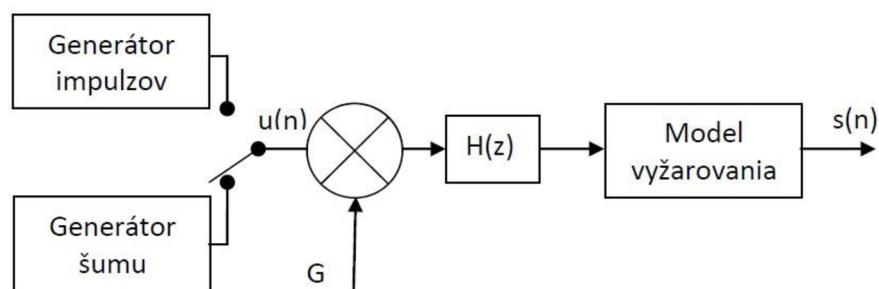 Generátor
impulzov
u(n)
H(z)
Model
vyžarovania
s(n)
Generátor
šumu
G